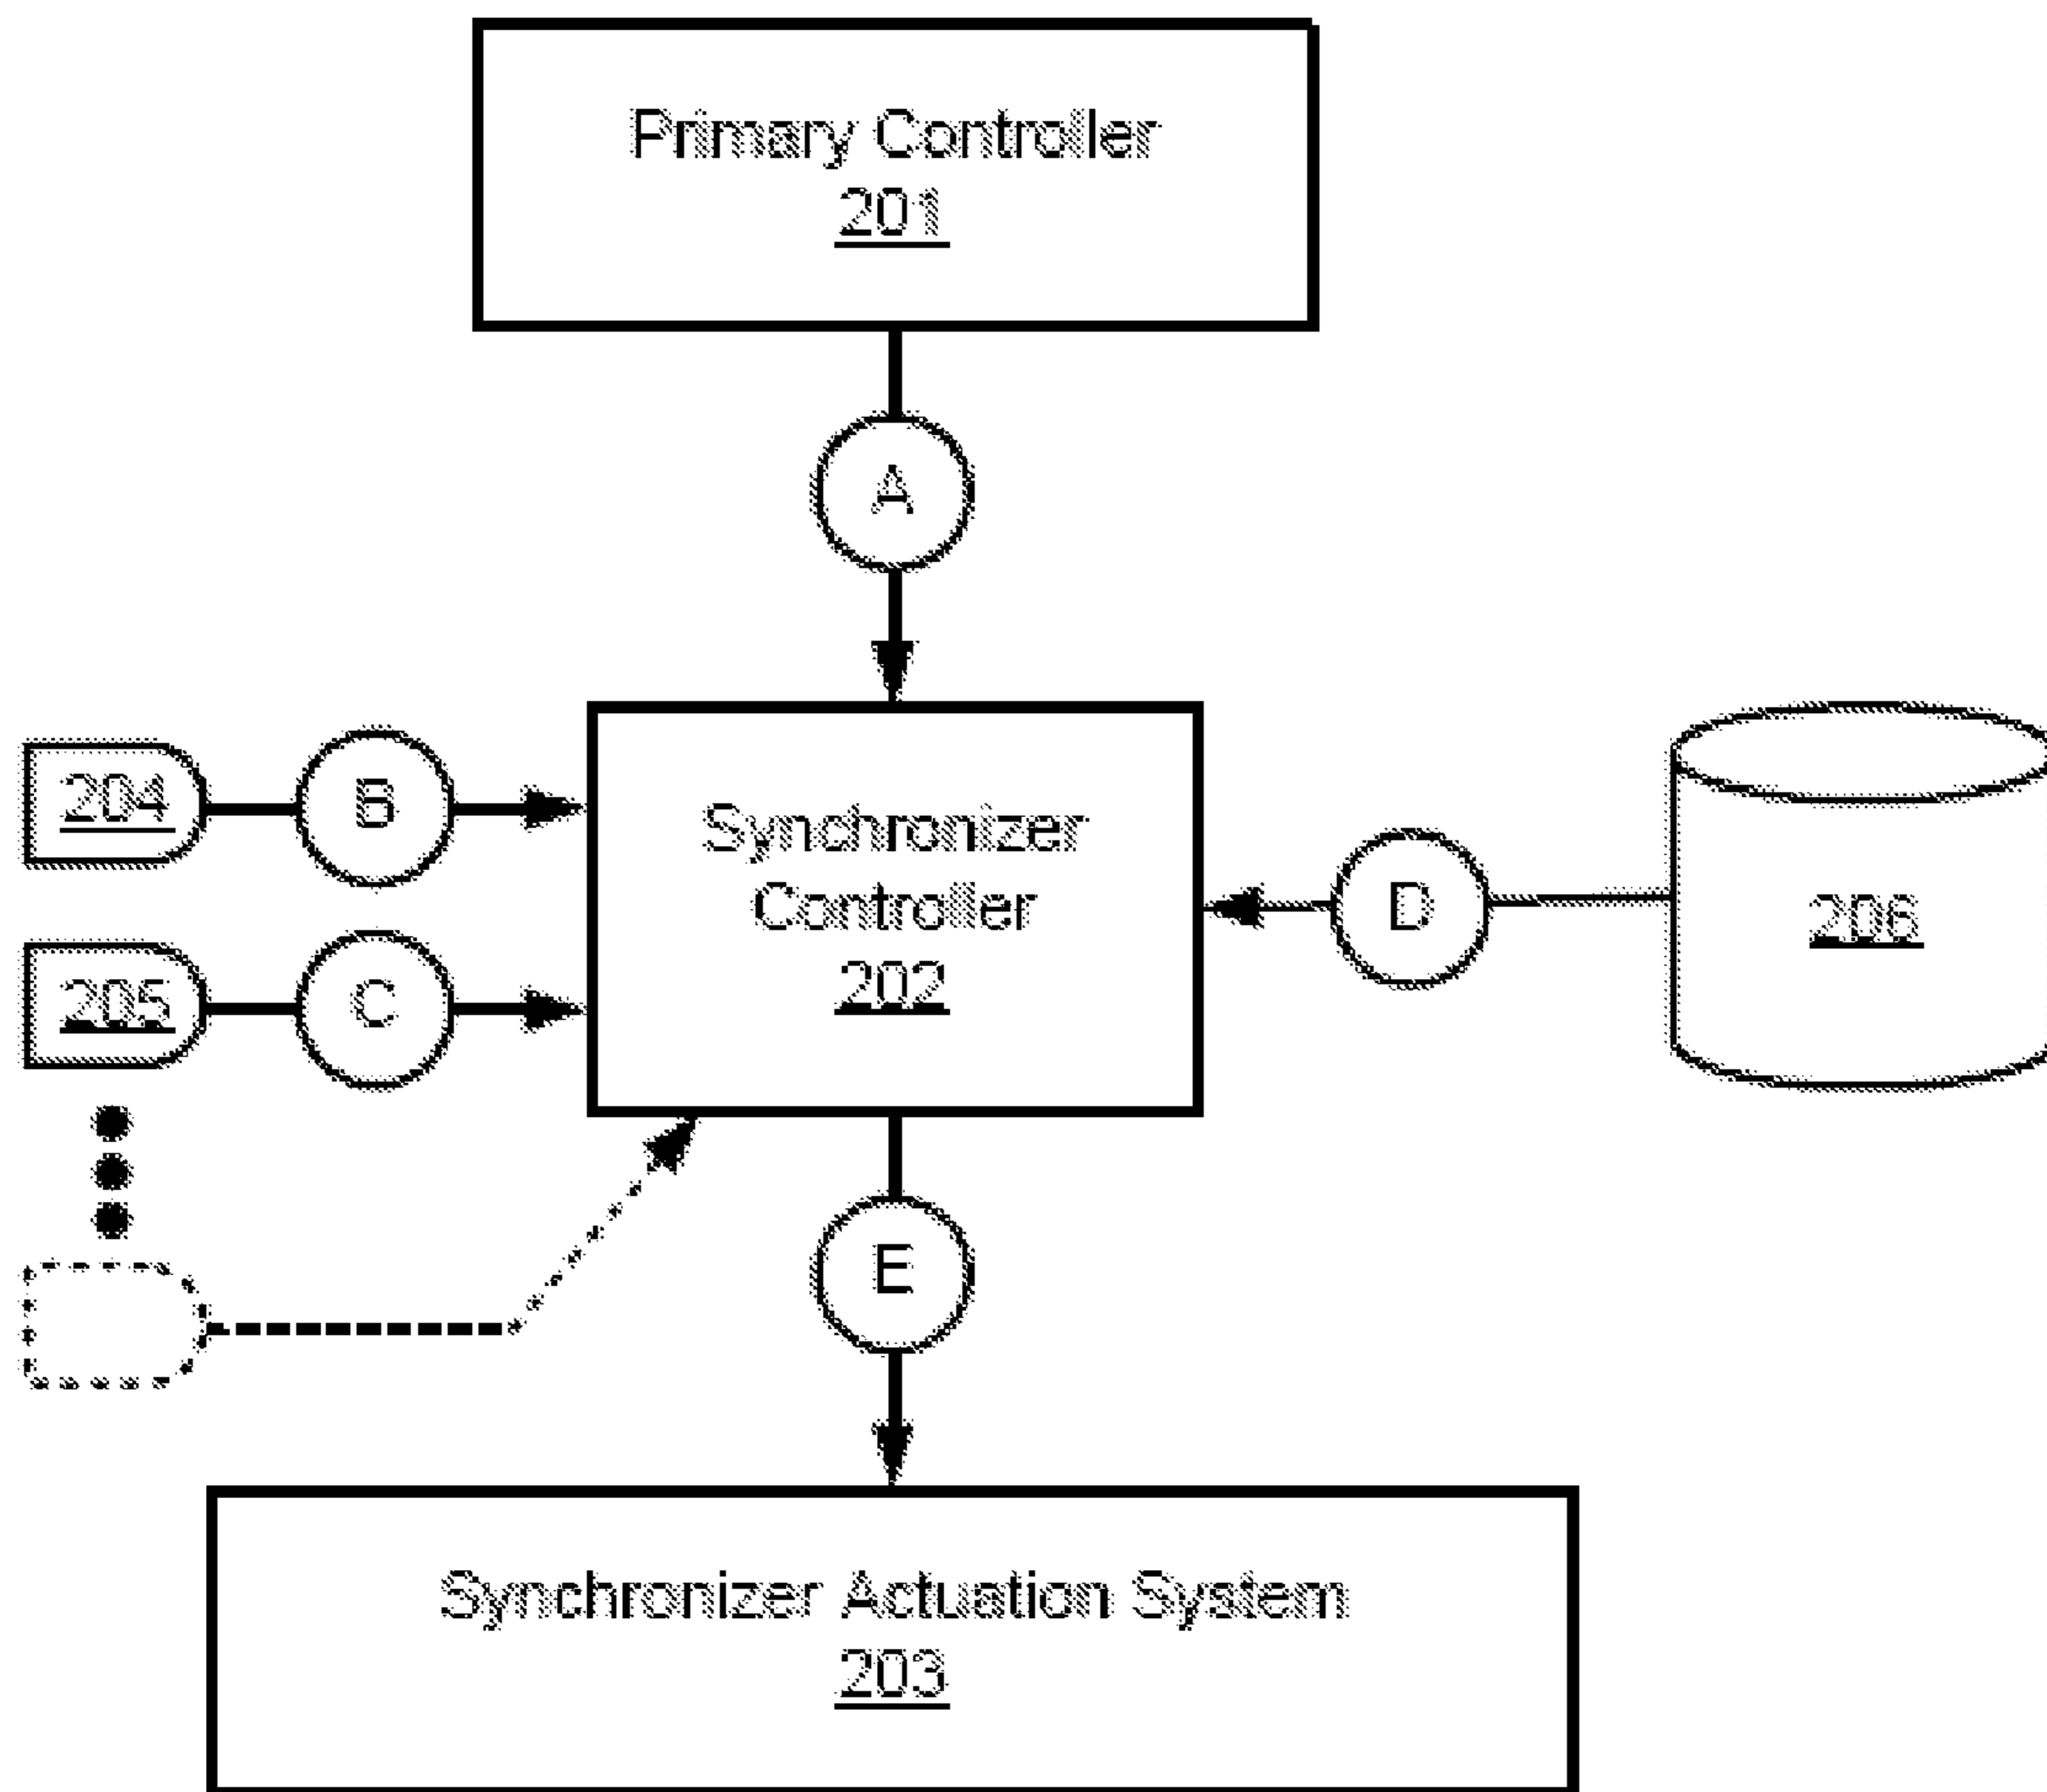 Primary Controller
201
A
204
B
Synchronizer
Controller
202
D
206
205
C
E
Synchronizer Actuation System
203